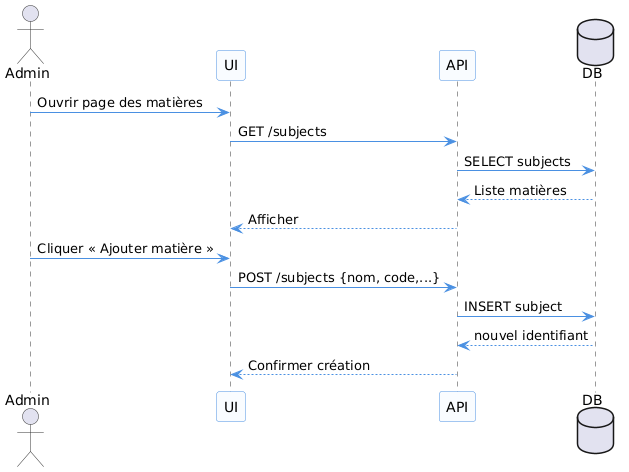 Admin
UI
API
DB
Ouvrir page des matières
GET /subjects
SELECT subjects
Liste matières
Afficher
Cliquer « Ajouter matière »
POST /subjects {nom, code,...}
INSERT subject
nouvel identifiant
Confirmer création
Admin
UI
API
DB